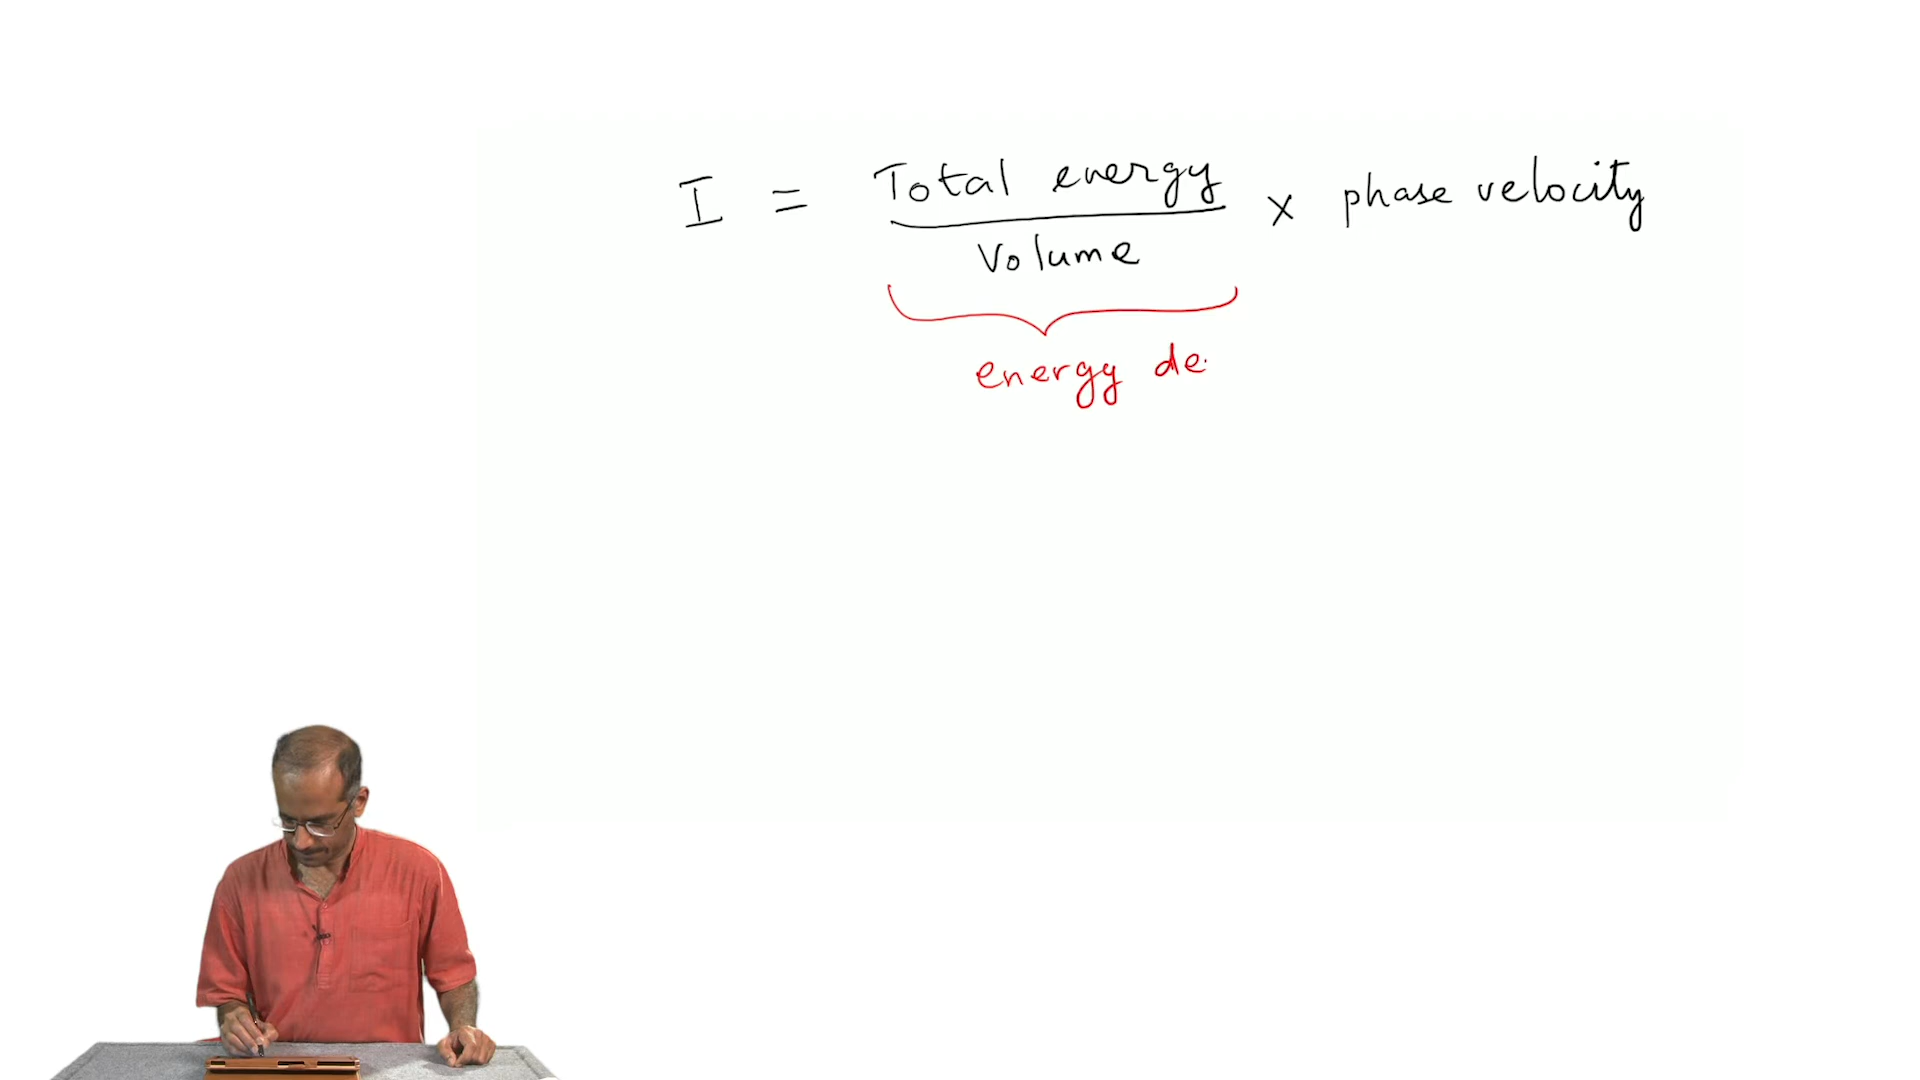 I = Total energy / Volume × phase velocity
energy de